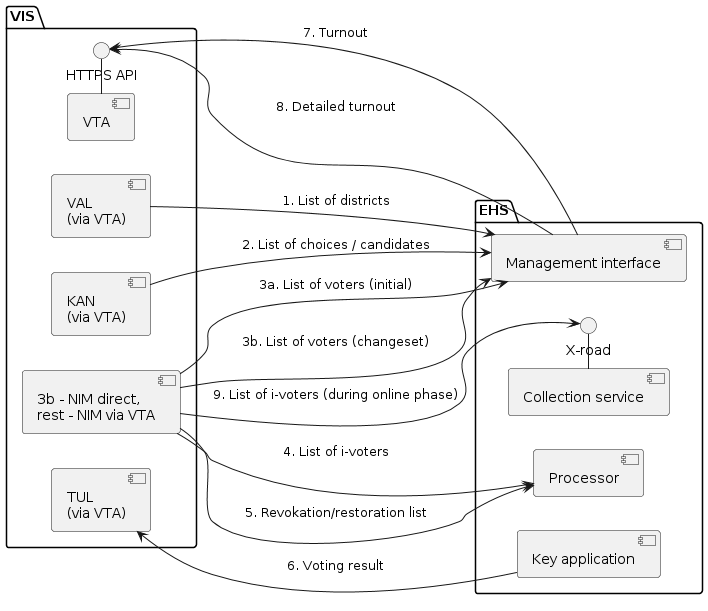 VIS
7. Turnout
HTTPS API
8. Detailed turnout
VTA
VAL
(via VTA)
1. List of districts
EHS
2. List of choices / candidates
Management interface
KAN
(via VTA)
3a. List of voters (initial)
3b. List of voters (changeset)
X-road
3b - NIM direct,
rest - NIM via VTA
9. List of i-voters (during online phase)
Collection service
4. List of i-voters
Processor
TUL
(via VTA)
5. Revokation/restoration list
6. Voting result
Key application